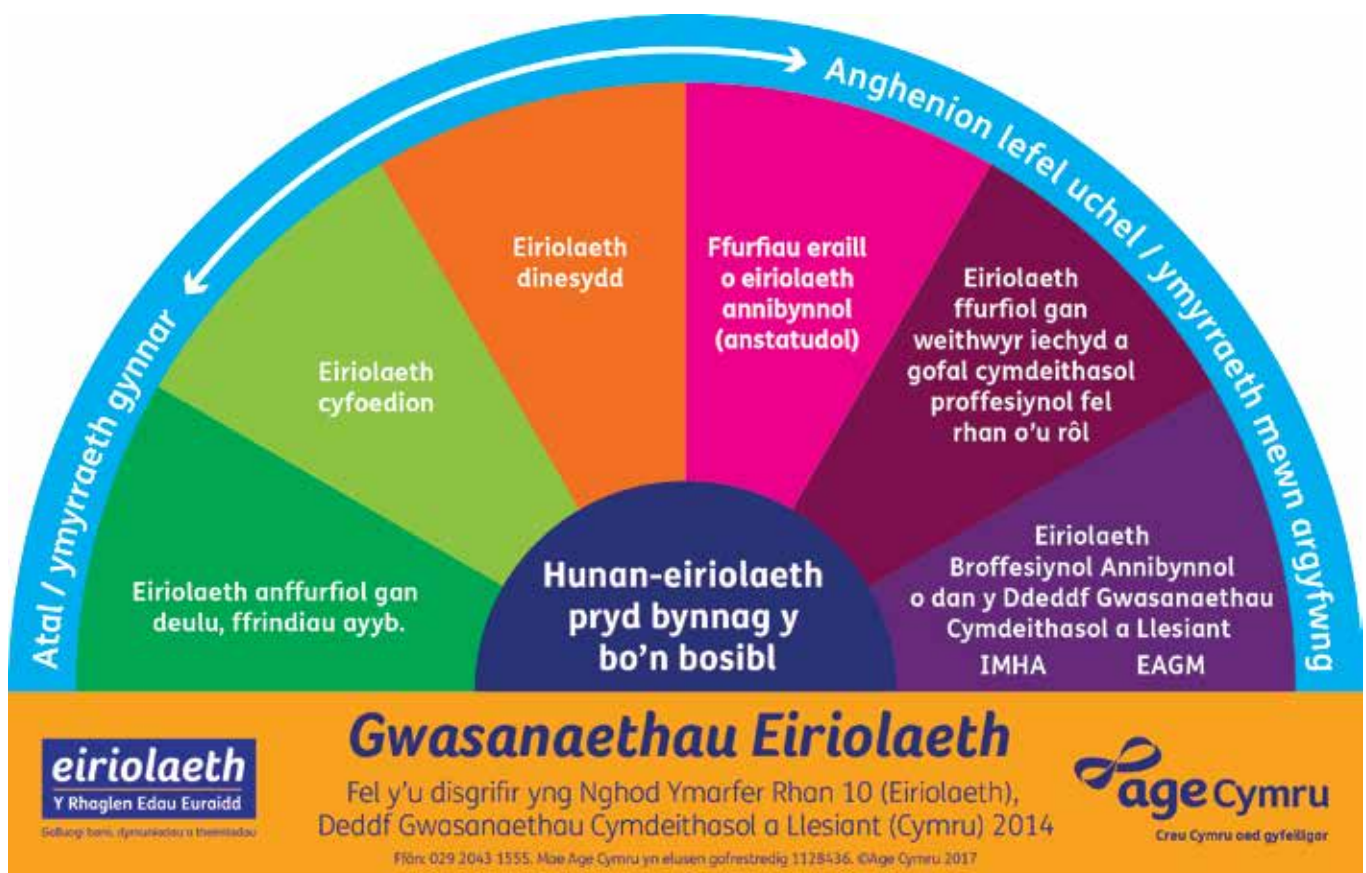 Atal / ymyrraeth gynnar
Anghenion lefel uchel / ymyrraeth mewn argyfwng
Eiriolaeth anffurfiol gan
deulu, ffrindiau ayyb.
Eiriolaeth
cyfoedion
Eiriolaeth
dinesydd
Ffurfiau eraill
o eiriolaeth
annibynnol
(anstatudol)
Eiriolaeth
ffurfiol gan
weithwyr iechyd a
gofal cymdeithasol
proffesiynol fel
rhan o'u rôl
Eiriolaeth
Broffesiynol Annibynnol
o dan y Ddeddf Gwasanaethau
Cymdeithasol a Llesiant
IMHA EAGM
Hunan-eiriolaeth
pryd bynnag y
bo'n bosibl
eiriolaeth
Y Rhaglen Edau Euraidd
Galluogi barn, dymuniadau a theimladau
Gwasanaethau Eiriolaeth
Fel y'u disgrifir yng Nghod Ymarfer Rhan 10 (Eiriolaeth),
Deddf Gwasanaethau Cymdeithasol a Llesiant (Cymru) 2014
Ffôn: 029 2043 1555. Mae Age Cymru yn elusen gofrestredig 1128436. ©Age Cymru 2017
age Cymru
Creu Cymru oed gyfeillgar